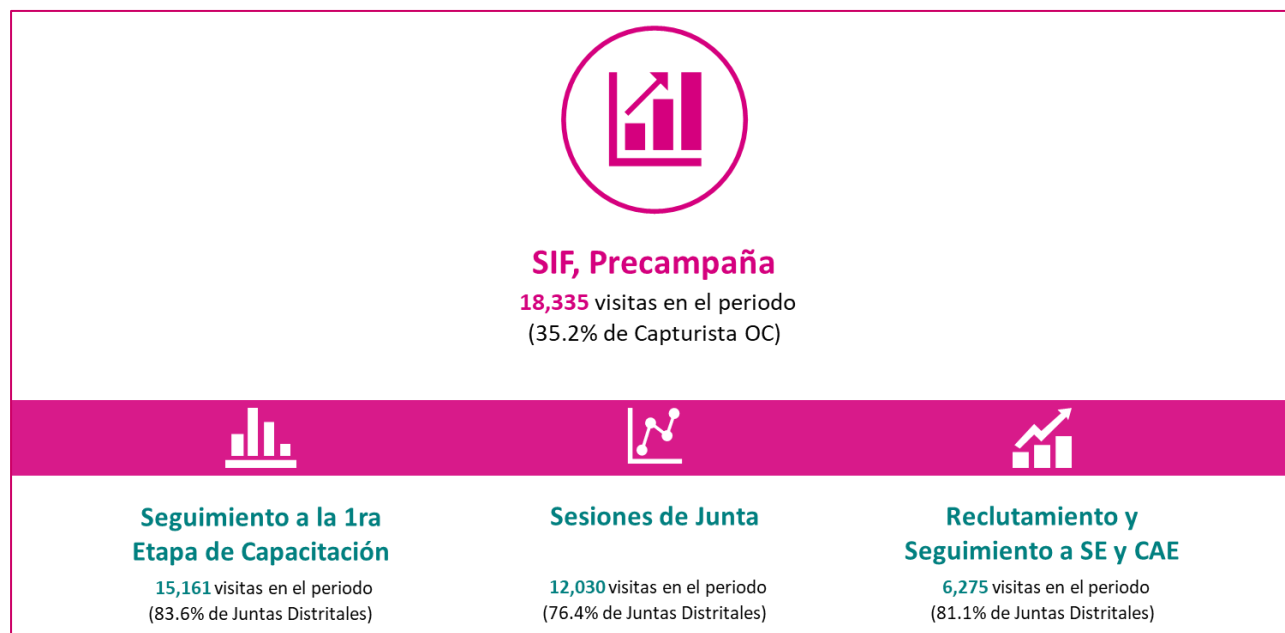 SIF, Precampaña
18,335 visitas en el periodo
(35.2% de Capturista OC)
Seguimiento a la 1ra
Etapa de Capacitación
15,161 visitas en el periodo
(83.6% de Juntas Distritales)
Sesiones de Junta
12,030 visitas en el periodo
(76.4% de Juntas Distritales)
Reclutamiento y
Seguimiento a SE y CAE
6,275 visitas en el periodo
(81.1% de Juntas Distritales)